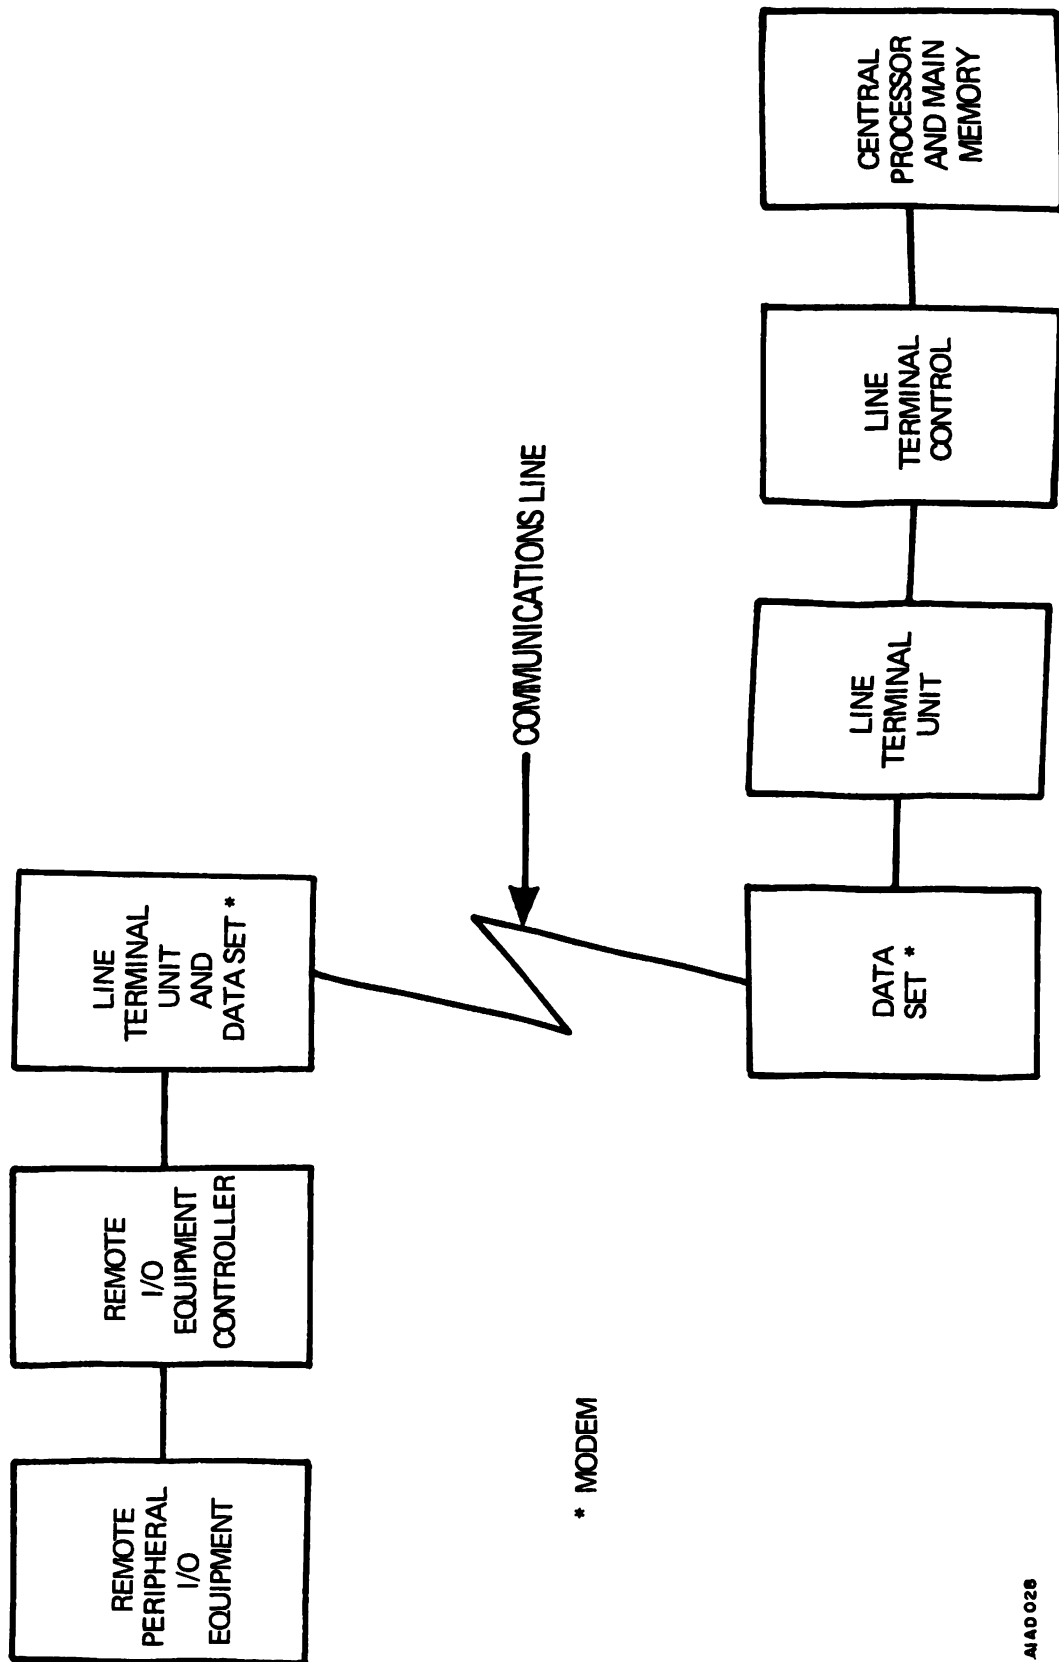 REMOTE
PERIPHERAL
I/O
EQUIPMENT
REMOTE
I/O
EQUIPMENT
CONTROLLER
LINE
TERMINAL
UNIT
AND
DATA SET *
COMMUNICATIONS LINE
* MODEM
DATA
SET *
LINE
TERMINAL
UNIT
LINE
TERMINAL
CONTROL
CENTRAL
PROCESSOR
AND MAIN
MEMORY